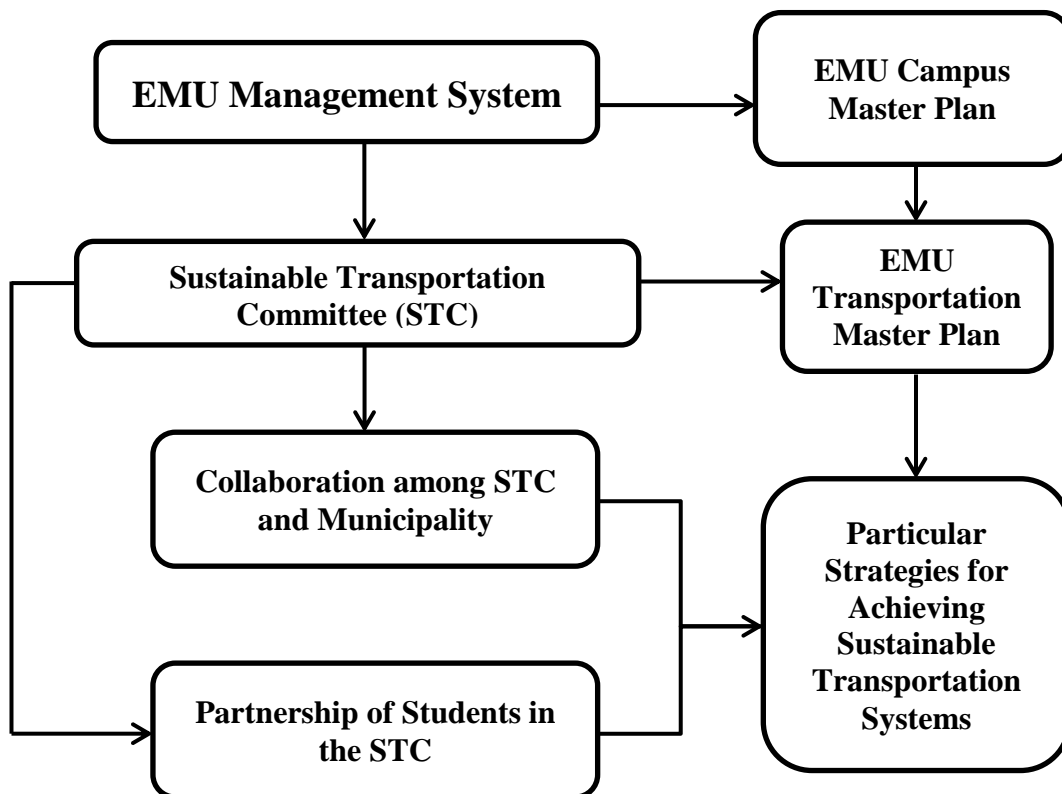 EMU Management System
EMU Campus
Master Plan
Sustainable Transportation
Committee (STC)
EMU
Transportation
Master Plan
Collaboration among STC
and Municipality
Particular
Strategies for
Achieving
Sustainable
Transportation
Systems
Partnership of Students in
the STC